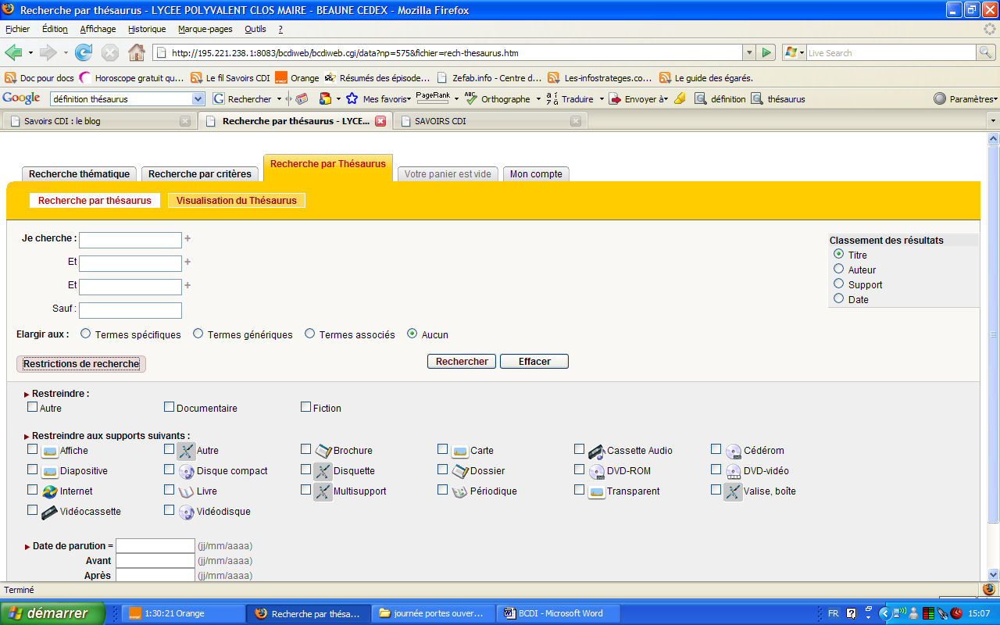 Recherche par thésaurus - LYCEE POLYVALENT CLOS MAIRE - BEAUNE CEDEX - Mozilla Firefox
Fichier Édition Affichage Historique Marque-pages Outils ?
http://195.221.238.1:8083/bcdiweb/bcdiweb.cgi/data?np=575&fichier=rech-thesaurus.htm Live Search
Doc pour docs Horoscope gratuit qu... Le fil Savoirs CDI Orange Résumés des épisode... Zefab.info - Centre d... Les-infostrateges.co... Le guide des égarés.
Google définition thésaurus Rechercher Mes favoris PageRank ABC Orthographe Traduire Envoyer à définition thésaurus Paramètres
Savoirs CDI : le blog Recherche par thésaurus - LYCE... SAVOIRS CDI
Recherche thématique Recherche par critères Recherche par Thésaurus Votre panier est vide Mon compte
Recherche par thésaurus Visualisation du Thésaurus
Je cherche : +
Et +
Et +
Sauf :
Classement des résultats
Titre
Auteur
Support
Date
Elargir aux : Termes spécifiques Termes génériques Termes associés Aucun
Restrictions de recherche Rechercher Effacer
Restreindre :
Autre Documentaire Fiction
Restreindre aux supports suivants :
Affiche Autre Brochure Carte Cassette Audio Cédérom
Diapositive Disque compact Disquette Dossier DVD-ROM DVD-vidéo
Internet Livre Multisupport Périodique Transparent Valise, boîte
Vidéocassette Vidéodisque
Date de parution = (jj/mm/aaaa)
Avant (jj/mm/aaaa)
Après (jj/mm/aaaa)
Terminé
démarrer 1:30:21 Orange Recherche par thésa... journée portes ouver... BCDI - Microsoft Word FR 15:07